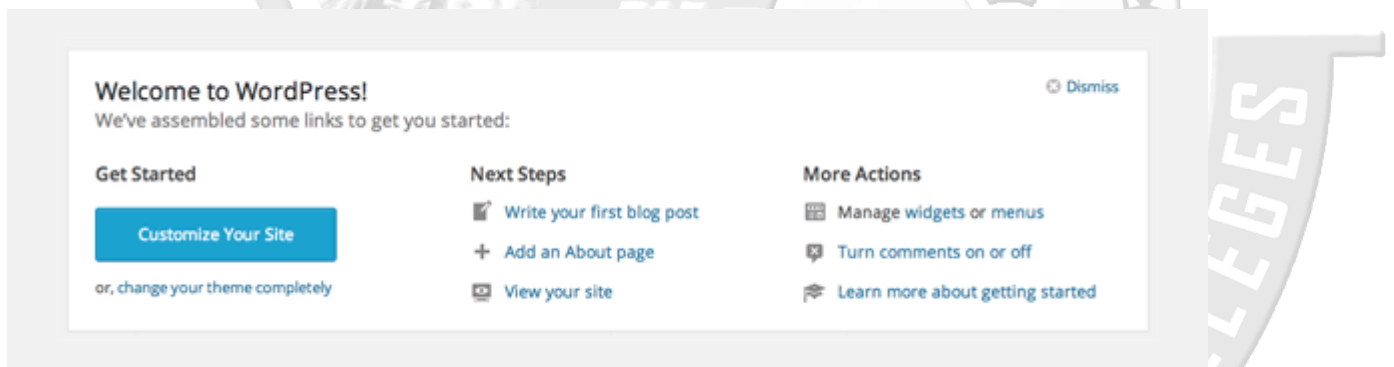 Welcome to WordPress!
Dismiss
We've assembled some links to get you started:
Get Started
Customize Your Site
or, change your theme completely
Next Steps
Write your first blog post
Add an About page
View your site
More Actions
Manage widgets or menus
Turn comments on or off
Learn more about getting started
LEGES